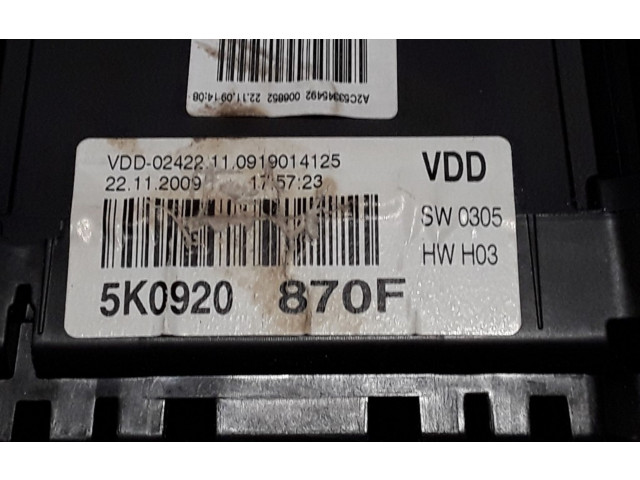 A2C53345492 006852 22.11.09 14:08
VDD-02422.11.0919014125
22.11.2009 17:57:23
VDD
SW 0305
HW H03
5K0920 870F